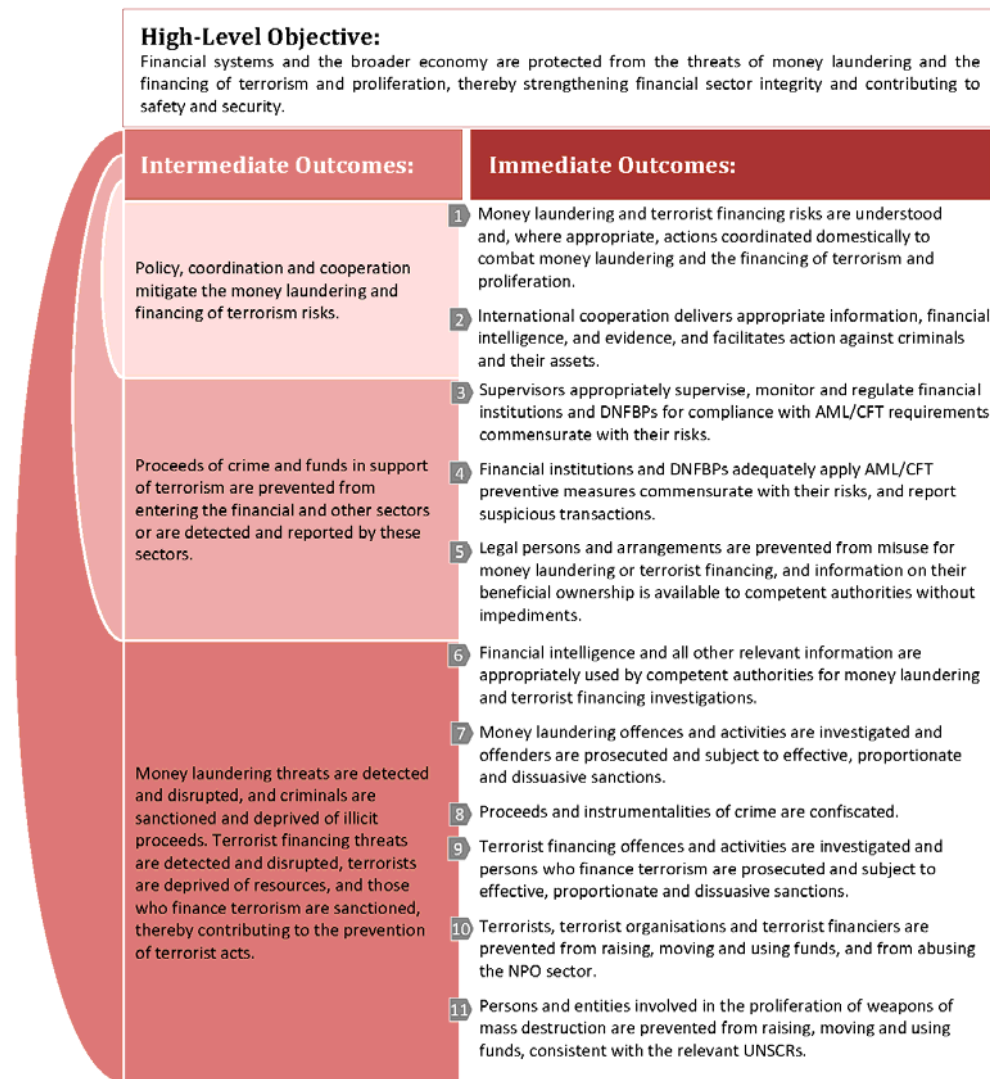 High-Level Objective:
Financial systems and the broader economy are protected from the threats of money laundering and the
financing of terrorism and proliferation, thereby strengthening financial sector integrity and contributing to
safety and security.
Intermediate Outcomes:
Immediate Outcomes:
Policy, coordination and cooperation
mitigate the money laundering and
financing of terrorism risks.
1 Money laundering and terrorist financing risks are understood
and, where appropriate, actions coordinated domestically to
combat money laundering and the financing of terrorism and
proliferation.
2 International cooperation delivers appropriate information, financial
intelligence, and evidence, and facilitates action against criminals
and their assets.
Proceeds of crime and funds in support
of terrorism are prevented from
entering the financial and other sectors
or are detected and reported by these
sectors.
3 Supervisors appropriately supervise, monitor and regulate financial
institutions and DNFBPs for compliance with AML/CFT requirements
commensurate with their risks.
4 Financial institutions and DNFBPs adequately apply AML/CFT
preventive measures commensurate with their risks, and report
suspicious transactions.
5 Legal persons and arrangements are prevented from misuse for
money laundering or terrorist financing, and information on their
beneficial ownership is available to competent authorities without
impediments.
Money laundering threats are detected
and disrupted, and criminals are
sanctioned and deprived of illicit
proceeds. Terrorist financing threats
are detected and disrupted, terrorists
are deprived of resources, and those
who finance terrorism are sanctioned,
thereby contributing to the prevention
of terrorist acts.
6 Financial intelligence and all other relevant information are
appropriately used by competent authorities for money laundering
and terrorist financing investigations.
7 Money laundering offences and activities are investigated and
offenders are prosecuted and subject to effective, proportionate
and dissuasive sanctions.
8 Proceeds and instrumentalities of crime are confiscated.
9 Terrorist financing offences and activities are investigated and
persons who finance terrorism are prosecuted and subject to
effective, proportionate and dissuasive sanctions.
10 Terrorists, terrorist organisations and terrorist financiers are
prevented from raising, moving and using funds, and from abusing
the NPO sector.
11 Persons and entities involved in the proliferation of weapons of
mass destruction are prevented from raising, moving and using
funds, consistent with the relevant UNSCRs.